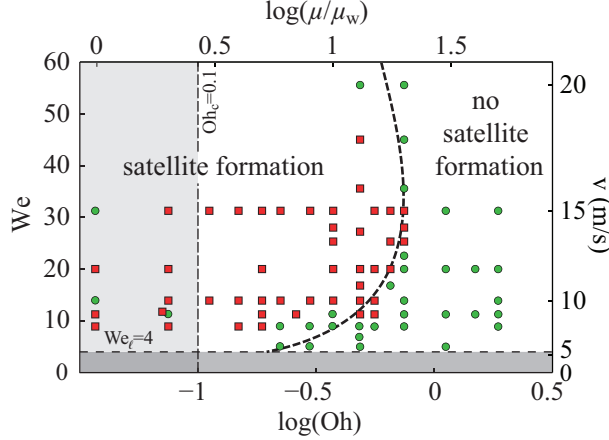 log(μ/μw)
0 0.5 1 1.5
60
50
40
30
20
10
0
We
20
15
10
5
0
v (m/s)
Ohc=0.1
satellite formation
no
satellite
formation
Weℓ=4
−1 −0.5 0 0.5
log(Oh)